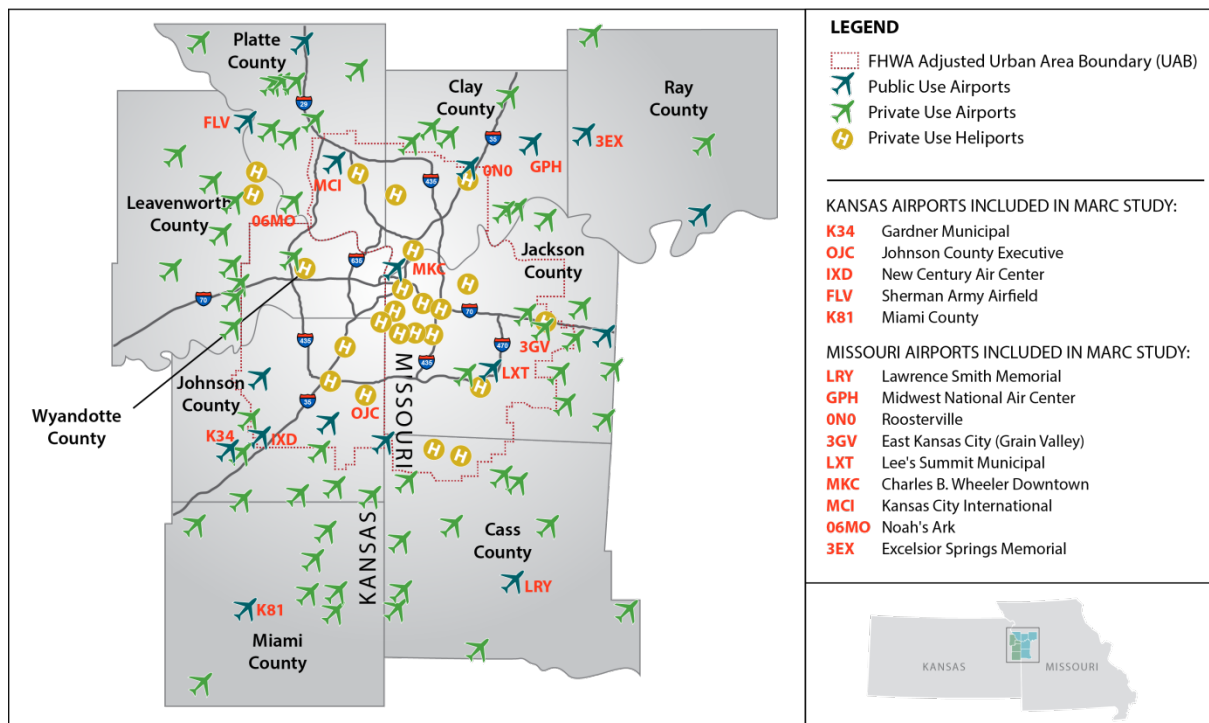 Platte
County
Clay
County
Ray
County
29
FLV
35
3EX
GPH
MCI
435
0N0
H
Leavenworth
County
06MO
Jackson
County
635
MKC
70
70
435
3GV
470
435
LXT
Johnson
County
35
OJC
Wyandotte
County
K34
IXD
MISSOURI
KANSAS
Cass
County
LRY
K81
Miami
County
LEGEND
FHWA Adjusted Urban Area Boundary (UAB)
Public Use Airports
Private Use Airports
H Private Use Heliports
KANSAS AIRPORTS INCLUDED IN MARC STUDY:
K34 Gardner Municipal
OJC Johnson County Executive
IXD New Century Air Center
FLV Sherman Army Airfield
K81 Miami County
MISSOURI AIRPORTS INCLUDED IN MARC STUDY:
LRY Lawrence Smith Memorial
GPH Midwest National Air Center
0N0 Roosterville
3GV East Kansas City (Grain Valley)
LXT Lee's Summit Municipal
MKC Charles B. Wheeler Downtown
MCI Kansas City International
06MO Noah's Ark
3EX Excelsior Springs Memorial
KANSAS
MISSOURI